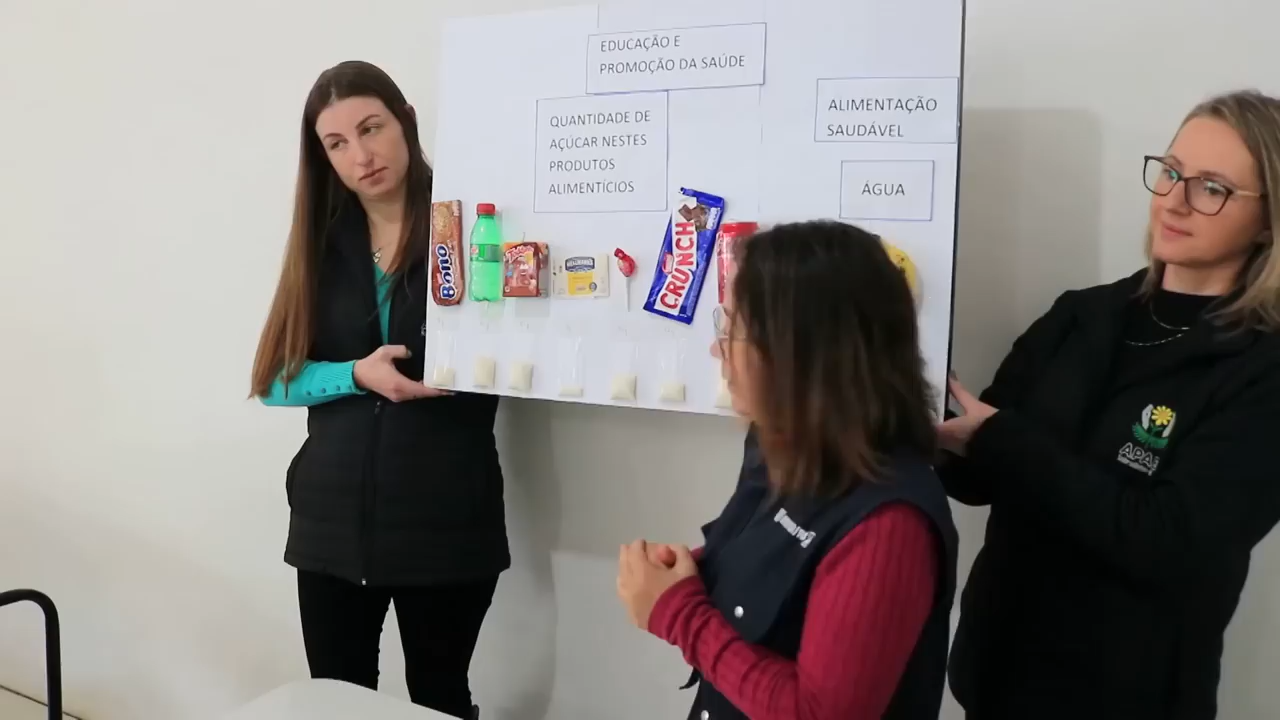 EDUCAÇÃO E
PROMOÇÃO DA SAÚDE
QUANTIDADE DE
AÇÚCAR NESTES
PRODUTOS
ALIMENTÍCIOS
ALIMENTAÇÃO
SAUDÁVEL
ÁGUA
Bono
CRUNCH
APAE